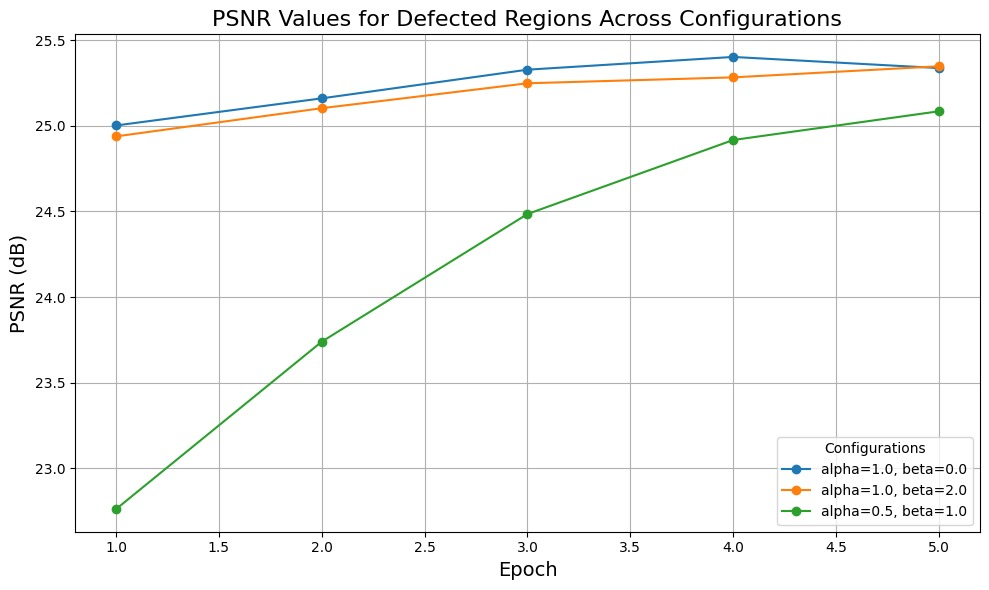 PSNR Values for Defected Regions Across Configurations
PSNR (dB)
25.5
25.0
24.5
24.0
23.5
23.0
Configurations
alpha=1.0, beta=0.0
alpha=1.0, beta=2.0
alpha=0.5, beta=1.0
1.0 1.5 2.0 2.5 3.0 3.5 4.0 4.5 5.0
Epoch